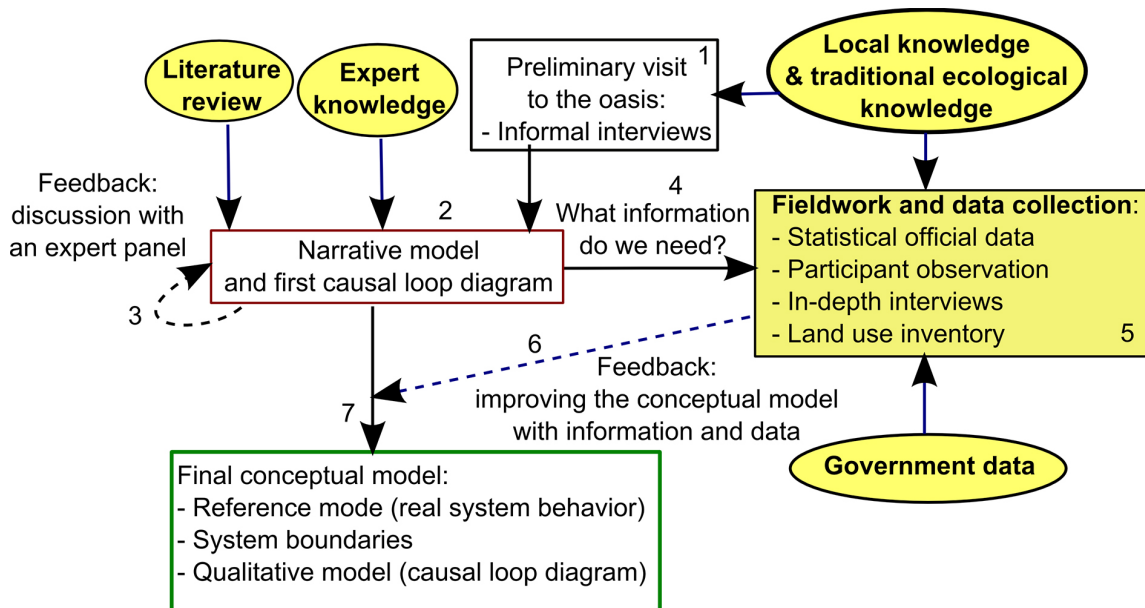 Literature
review
Expert
knowledge
1
Preliminary visit
to the oasis:
- Informal interviews
Local knowledge
& traditional ecological
knowledge
Feedback:
discussion with
an expert panel
3
2
Narrative model
and first causal loop diagram
4
What information
do we need?
Fieldwork and data collection:
- Statistical official data
- Participant observation
- In-depth interviews
- Land use inventory
5
6
Feedback:
improving the conceptual model
with information and data
7
Government data
Final conceptual model:
- Reference mode (real system behavior)
- System boundaries
- Qualitative model (causal loop diagram)